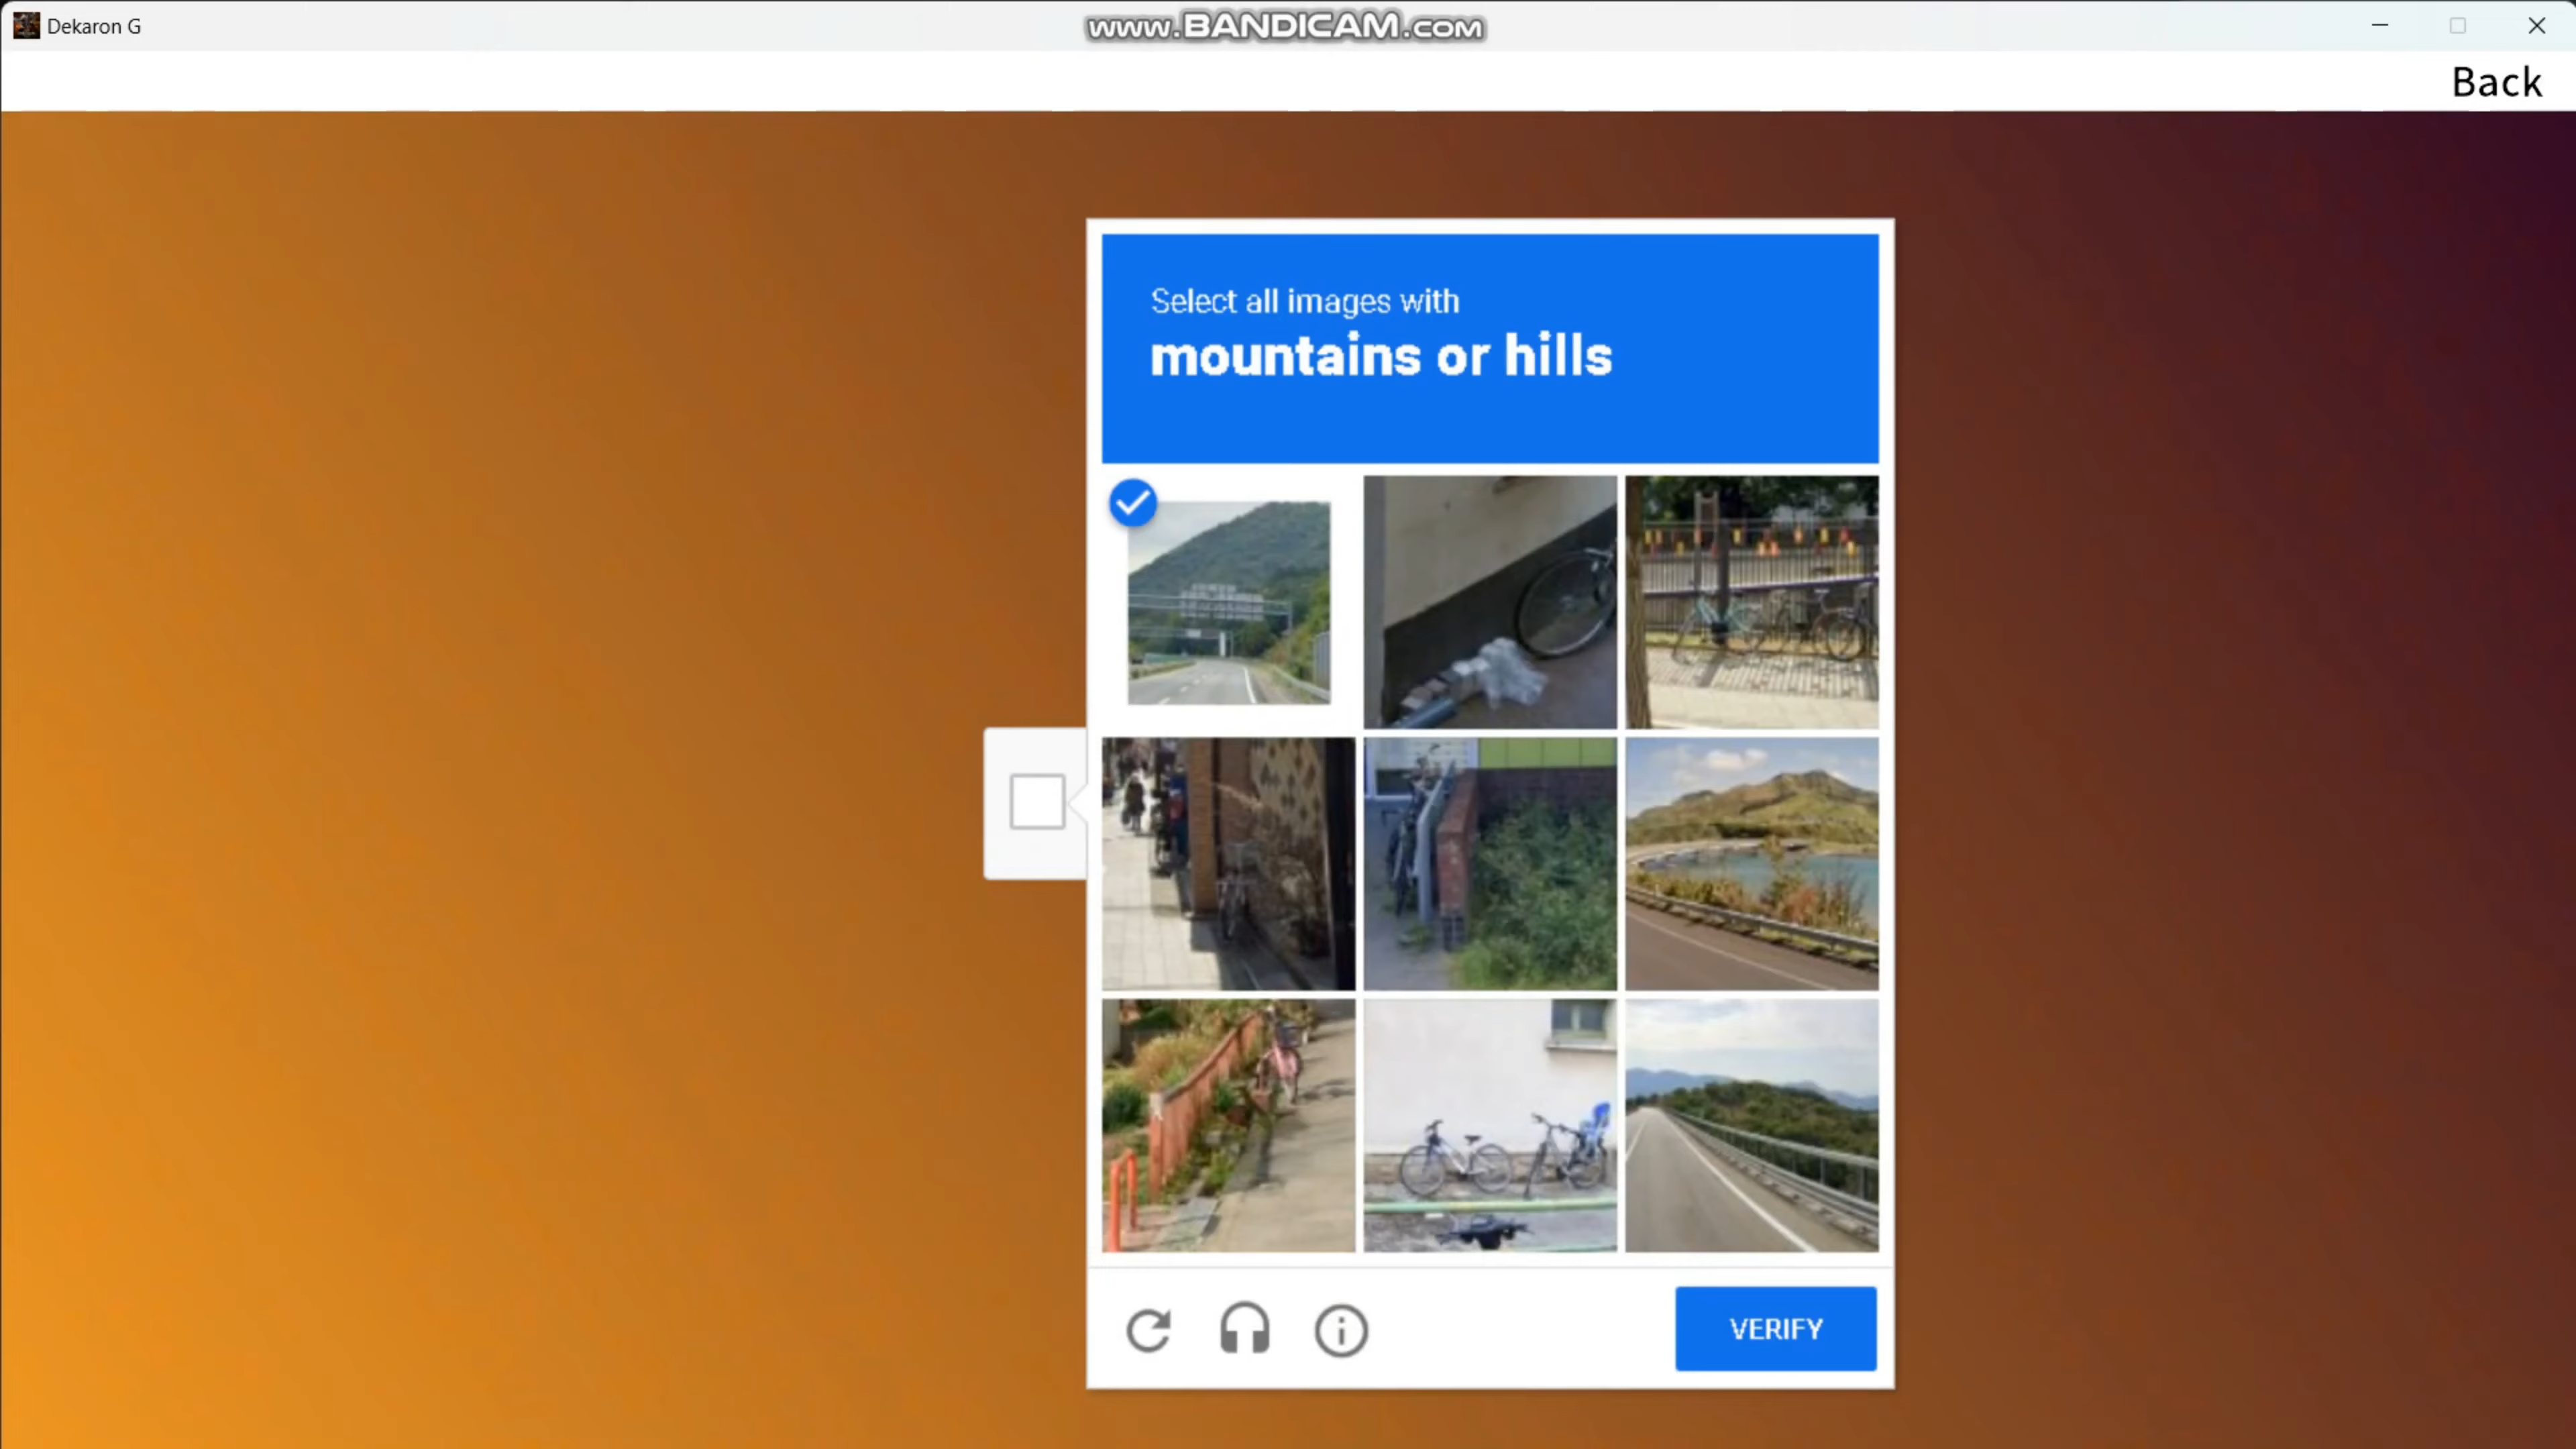 Dekaron G
www.BANDICAM.com
Back
Select all images with
mountains or hills
VERIFY